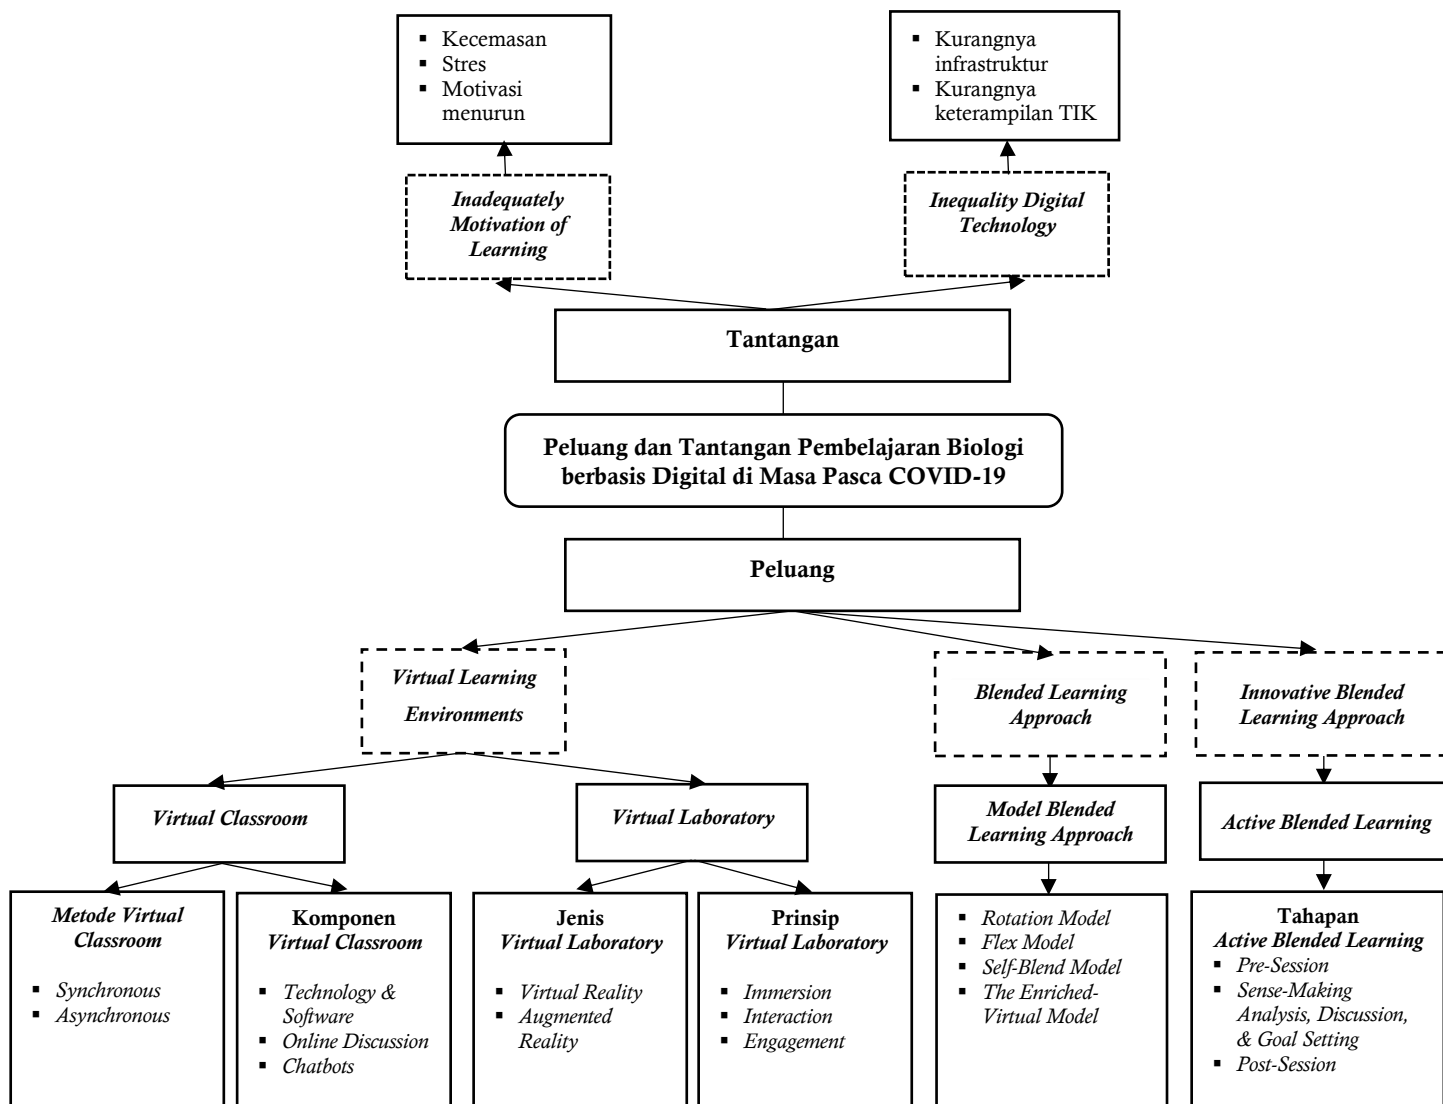 ▪ Kecemasan
▪ Stres
▪ Motivasi
menurun
▪ Kurangnya
infrastruktur
▪ Kurangnya
keterampilan TIK
Inadequately
Motivation of
Learning
Inequality Digital
Technology
Tantangan
Peluang dan Tantangan Pembelajaran Biologi
berbasis Digital di Masa Pasca COVID-19
Peluang
Virtual Learning
Environments
Blended Learning
Approach
Innovative Blended
Learning Approach
Virtual Classroom
Virtual Laboratory
Model Blended
Learning Approach
Active Blended Learning
Metode Virtual
Classroom
▪ Synchronous
▪ Asynchronous
Komponen
Virtual Classroom
▪ Technology &
Software
▪ Online Discussion
▪ Chatbots
Jenis
Virtual Laboratory
▪ Virtual Reality
▪ Augmented
Reality
Prinsip
Virtual Laboratory
▪ Immersion
▪ Interaction
▪ Engagement
▪ Rotation Model
▪ Flex Model
▪ Self-Blend Model
▪ The Enriched-
Virtual Model
Tahapan
Active Blended Learning
▪ Pre-Session
▪ Sense-Making
Analysis, Discussion,
& Goal Setting
▪ Post-Session